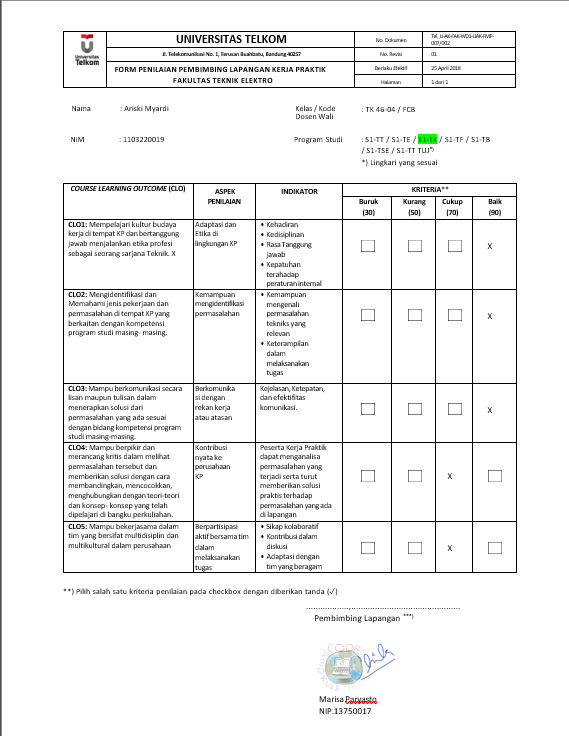 Universitas
Telkom
UNIVERSITAS TELKOM
Jl. Telekomunikasi No. 1, Terusan Buahbatu, Bandung 40257
FORM PENILAIAN PEMBIMBING LAPANGAN KERJA PRAKTIK
FAKULTAS TEKNIK ELEKTRO
No. Dokumen
Tel_U-AK-FAK-WD1-UAK-FVIP-007/002
No. Revisi
01
Berlaku Efektif
25 April 2018
Halaman
1 dari 1
Nama : Ariski Myardi
Kelas / Kode Dosen Wali : TK 46-04 / FCB
NIM : 1103220019
Program Studi : S1-TT / S1-TE / S1-TK / S1-TF / S1-TB
/ S1-TSE / S1-TT TUJ*)
*) Lingkari yang sesuai
COURSE LEARNING OUTCOME (CLO)
ASPEK
PENILAIAN
INDIKATOR
KRITERIA**
Buruk
(30)
Kurang
(50)
Cukup
(70)
Baik
(90)
CLO1: Mempelajari kultur budaya
kerja di tempat KP dan bertanggung
jawab menjalankan etika profesi
sebagai seorang sarjana Teknik. X
Adaptasi dan
Etika di
lingkungan KP
• Kehadiran
• Kedisiplinan
• Rasa Tanggung
jawab
• Kepatuhan
terahadap
peraturan internal
X
CLO2: Mengidentifikasi dan
Memahami jenis pekerjaan dan
permasalahan di tempat KP yang
berkaitan dengan kompetensi
program studi masing- masing.
Kemampuan
mengidentifikasi
permasalahan
• Kemampuan
mengenali
permasalahan
tekniks yang
relevan
• Keterampilan
dalam
melaksanakan
tugas
X
CLO3: Mampu berkomunikasi secara
lisan maupun tulisan dalam
menerapkan solusi dari
permasalahan yang ada sesuai
dengan bidang kompetensi program
studi masing-masing.
Berkomunika
si dengan
rekan kerja
atau atasan
Kejelasan, Ketepatan,
dan efektifitas
komunikasi.
X
CLO4: Mampu berpikir dan
merancang kritis dalam melihat
permasalahan tersebut dan
memberikan solusi dengan cara
membandingkan, mencocokkan,
menghubungkan dengan teori-teori
dan konsep- konsep yang telah
dipelajari di bangku perkuliahan.
Kontribusi
nyata ke
perusahaan
KP
Peserta Kerja Praktik
dapat menganalisa
permasalahan yang
terjadi serta turut
memberikan solusi
praktis terhadap
permasalahan yang ada
di lapangan
X
CLO5: Mampu bekerjasama dalam
tim yang bersifat multidisiplin dan
multikultural dalam perusahaan
Berpartisipasi
aktif bersama tim
dalam
melaksanakan
tugas
• Sikap kolaboratif
• Kontribusi dalam
diskusi
• Adaptasi dengan
tim yang beragam
X
**) Pilih salah satu kriteria penilaian pada checkbox dengan diberikan tanda (✓)
..................,..............................................
Pembimbing Lapangan ***)
Marisa Paryasto
NIP.13750017